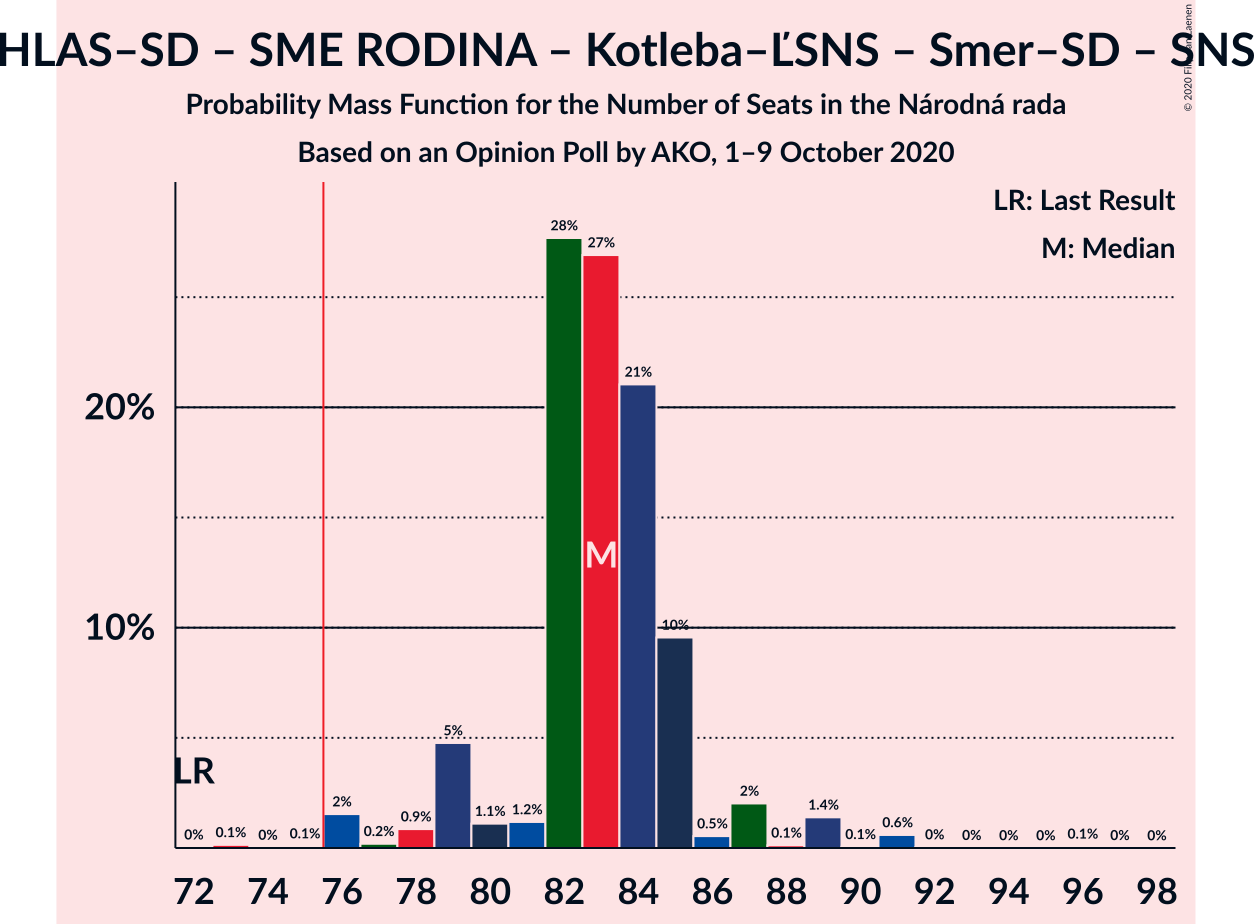 HLAS–SD – SME RODINA – Kotleba–ĽSNS – Smer–SD – SNS
Probability Mass Function for the Number of Seats in the Národná rada
Based on an Opinion Poll by AKO, 1–9 October 2020
LR: Last Result
M: Median
28%
27%
21%
20%
M
10%
10%
5%
LR
0% 0.1% 0% 0.1% 2% 0.2% 0.9% 1.1% 1.2% 0.5% 2% 0.1% 1.4% 0.1% 0.6% 0% 0% 0% 0% 0.1% 0% 0%
72 74 76 78 80 82 84 86 88 90 92 94 96 98
© 2020